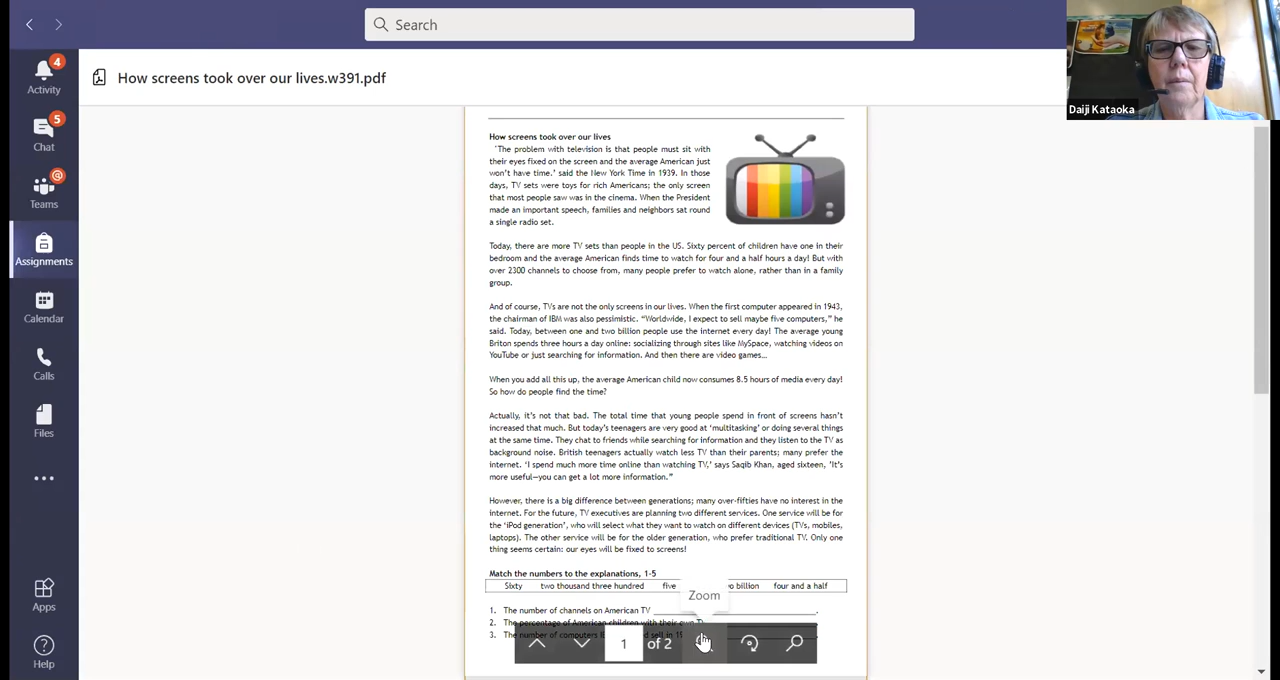 Search
Daiji Kataoka
4
Activity
5
Chat
@
Teams
Assignments
Calendar
Calls
Files
Apps
Help
How screens took over our lives.w391.pdf
How screens took over our lives
'The problem with television is that people must sit with
their eyes fixed on the screen and the average American just
won't have time.' said the New York Time in 1939. In those
days, TV sets were toys for rich Americans; the only screen
that most people saw was in the cinema. When the President
made an important speech, families and neighbors sat round
a single radio set.
Today, there are more TV sets than people in the US. Sixty percent of children have one in their
bedroom and the average American finds time to watch for four and a half hours a day! But with
over 2300 channels to choose from, many people prefer to watch alone, rather than in a family
group.
And of course, TVs are not the only screens in our lives. When the first computer appeared in 1943,
the chairman of IBM was also pessimistic. "Worldwide, I expect to sell maybe five computers," he
said. Today, between one and two billion people use the internet every day! The average young
Briton spends three hours a day online: socializing through sites like MySpace, watching videos on
YouTube or just searching for information. And then there are video games...
When you add all this up, the average American child now consumes 8.5 hours of media every day!
So how do people find the time?
Actually, it's not that bad. The total time that young people spend in front of screens hasn't
increased that much. But today's teenagers are very good at 'multitasking' or doing several things
at the same time. They chat to friends while searching for information and they listen to the TV as
background noise. British teenagers actually watch less TV than their parents; many prefer the
internet. 'I spend much more time online than watching TV,' says Saqib Khan, aged sixteen, 'It's
more useful—you can get a lot more information."
However, there is a big difference between generations; many over-fifties have no interest in the
internet. For the future, TV executives are planning two different services. One service will be for
the 'iPod generation', who will select what they want to watch on different devices (TVs, mobiles,
laptops). The other service will be for the older generation, who prefer traditional TV. Only one
thing seems certain: our eyes will be fixed to screens!
Match the numbers to the explanations, 1-5
Sixty two thousand three hundred five billion four and a half
Zoom
1. The number of channels on American TV
2. The percentage of American children with their own
3. The number of computers sell in
1 of 2